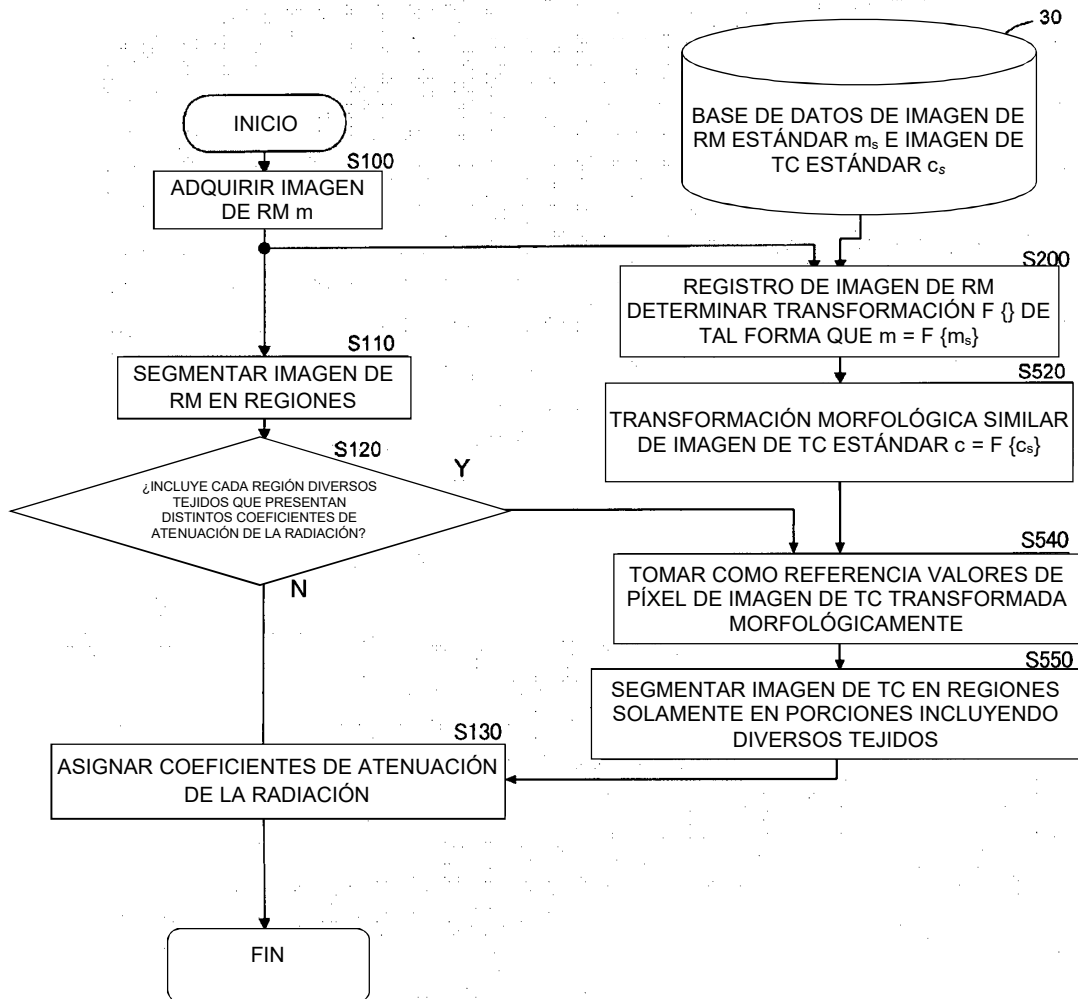 30
BASE DE DATOS DE IMAGEN DE
RM ESTÁNDAR mₛ E IMAGEN DE
TC ESTÁNDAR cₛ
INICIO
S100
ADQUIRIR IMAGEN
DE RM m
S200
REGISTRO DE IMAGEN DE RM
DETERMINAR TRANSFORMACIÓN F {} DE
TAL FORMA QUE m = F {mₛ}
S110
SEGMENTAR IMAGEN DE
RM EN REGIONES
S520
TRANSFORMACIÓN MORFOLÓGICA SIMILAR
DE IMAGEN DE TC ESTÁNDAR c = F {cₛ}
S120
Y
¿INCLUYE CADA REGIÓN DIVERSOS
TEJIDOS QUE PRESENTAN
DISTINTOS COEFICIENTES DE
ATENUACIÓN DE LA RADIACIÓN?
N
S540
TOMAR COMO REFERENCIA VALORES DE
PÍXEL DE IMAGEN DE TC TRANSFORMADA
MORFOLÓGICAMENTE
S550
SEGMENTAR IMAGEN DE TC EN REGIONES
SOLAMENTE EN PORCIONES INCLUYENDO
DIVERSOS TEJIDOS
S130
ASIGNAR COEFICIENTES DE ATENUACIÓN
DE LA RADIACIÓN
FIN